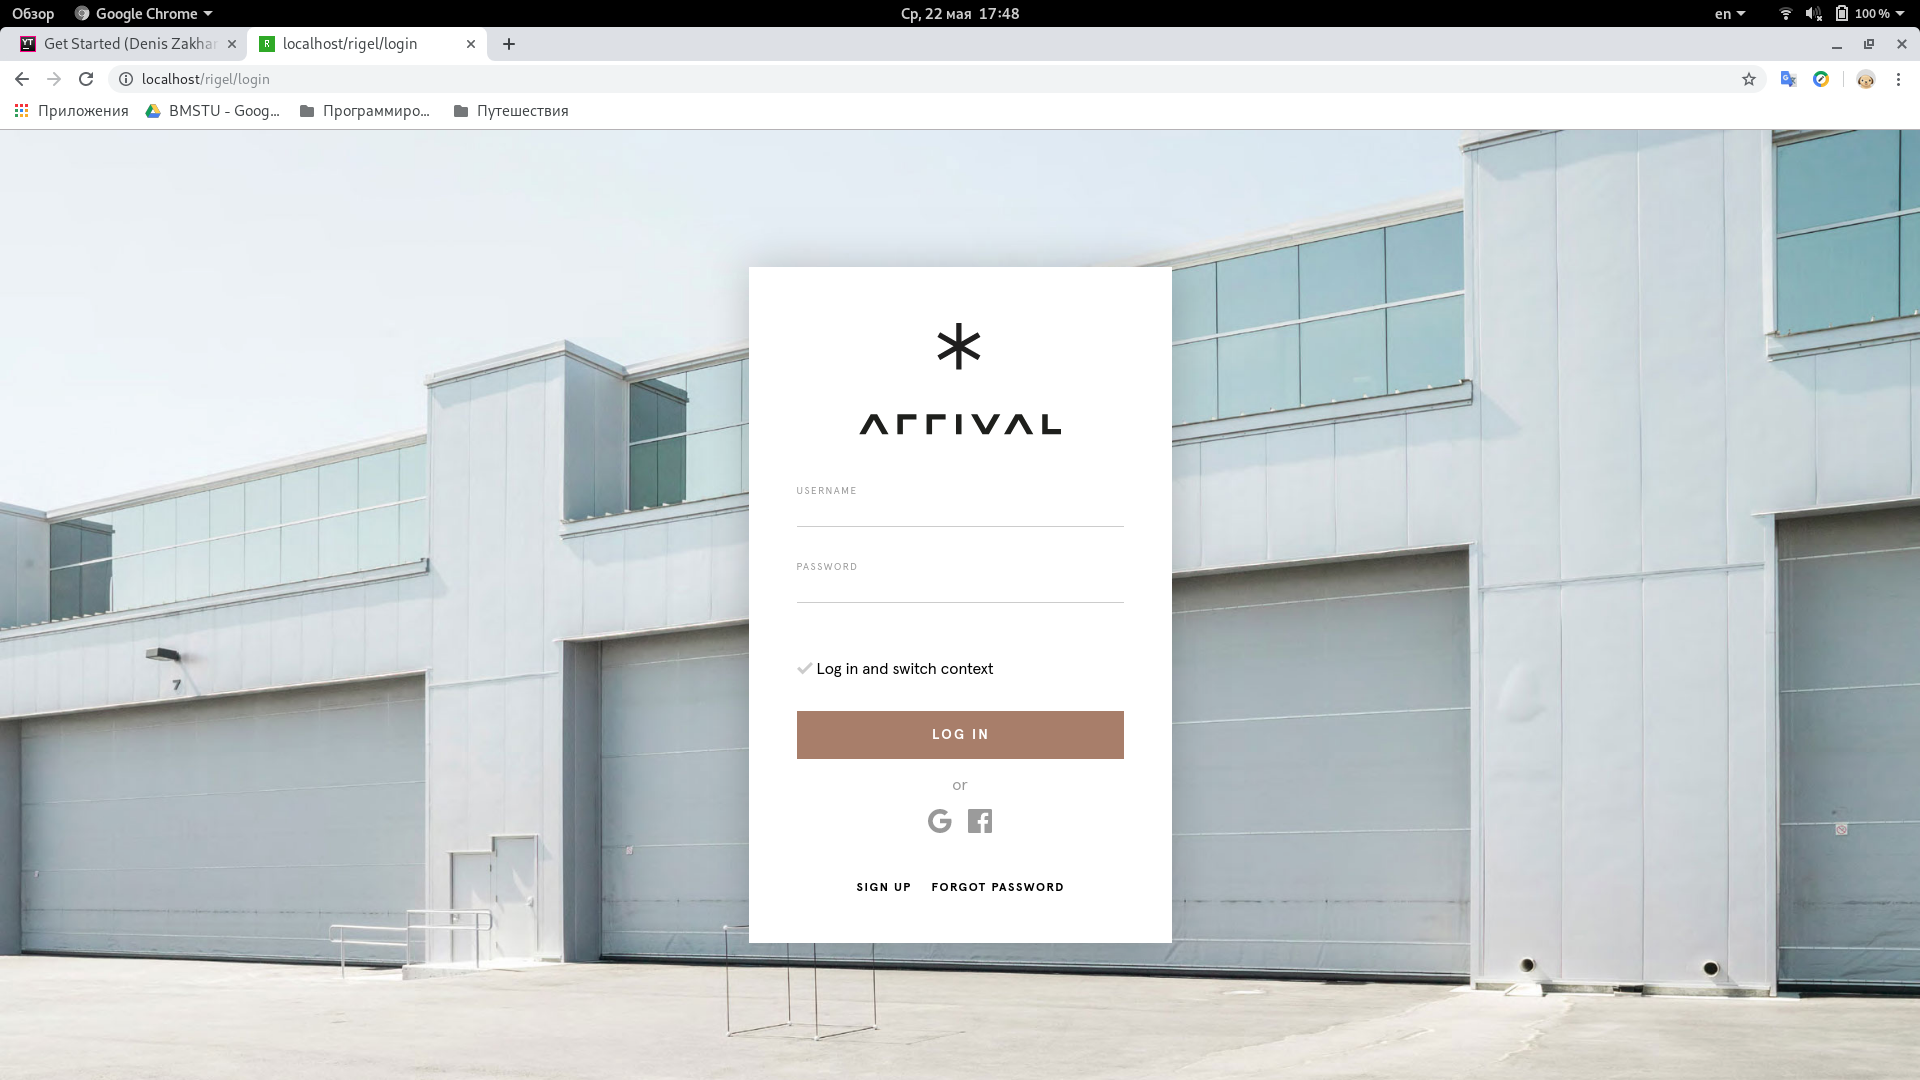 Обзор
Google Chrome
Ср, 22 мая 17:48
en
100 %
Get Started (Denis Zakhar
localhost/rigel/login
localhost/rigel/login
Приложения
BMSTU - Goog...
Программиро...
Путешествия
ARRIVAL
USERNAME
PASSWORD
Log in and switch context
LOG IN
or
SIGN UP
FORGOT PASSWORD
7